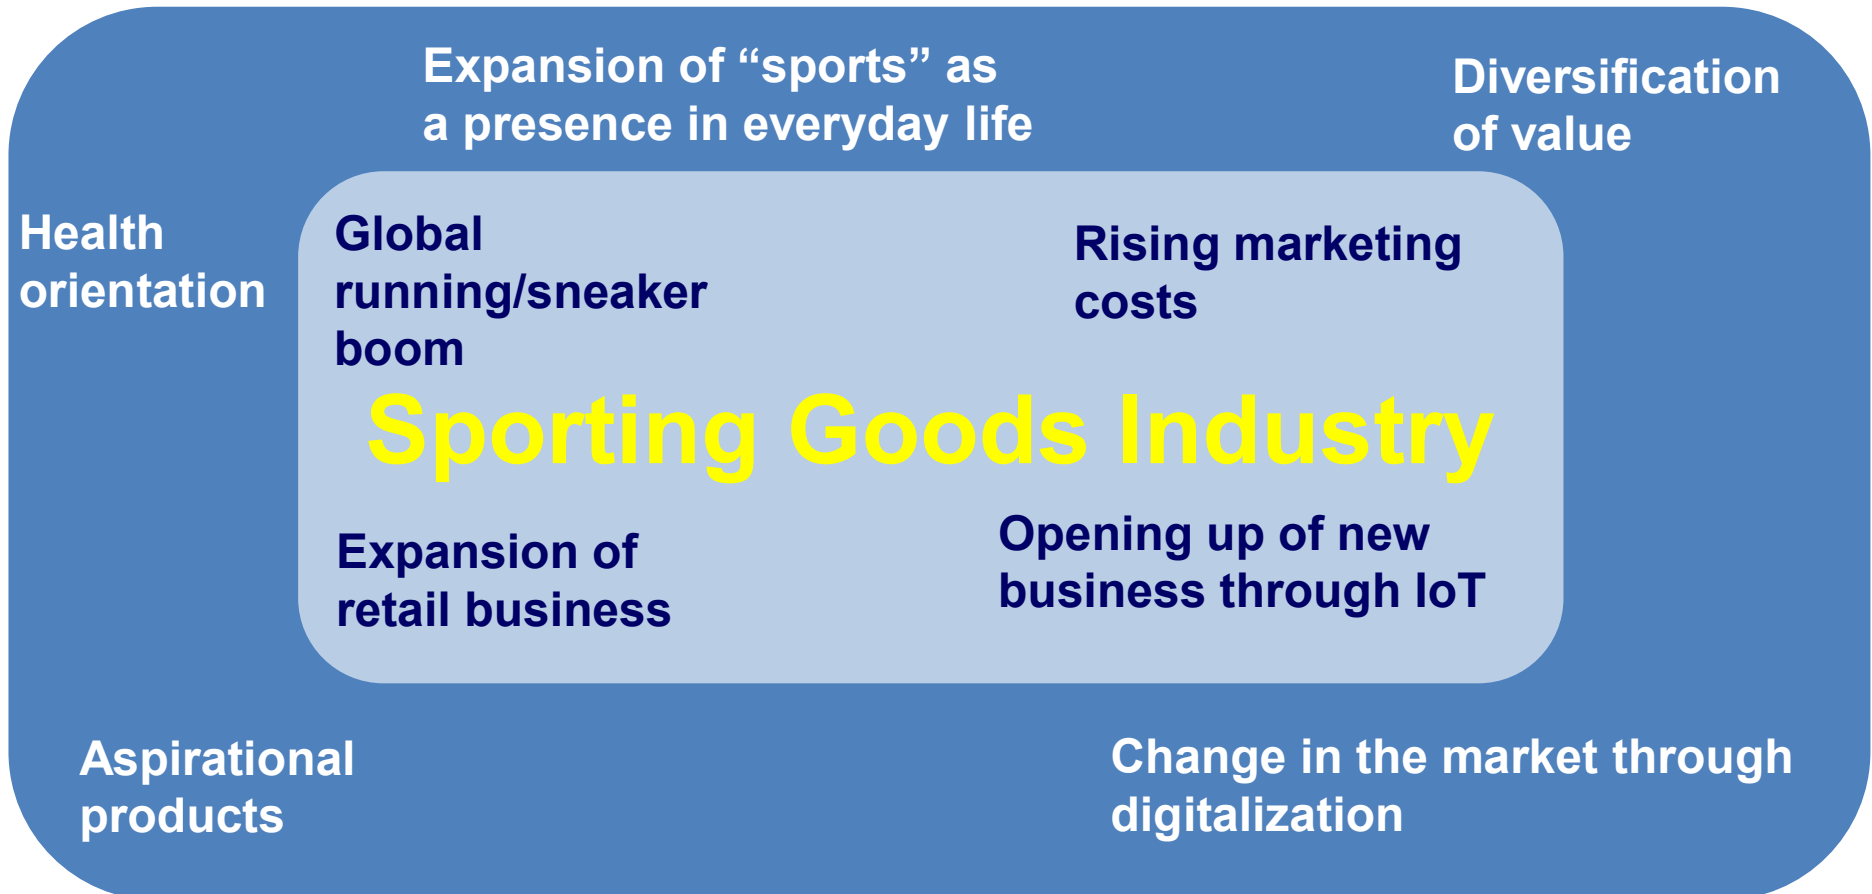 Expansion of “sports” as
a presence in everyday life
Diversification
of value
Health
orientation
Global
running/sneaker
boom
Rising marketing
costs
Sporting Goods Industry
Expansion of
retail business
Opening up of new
business through IoT
Aspirational
products
Change in the market through
digitalization